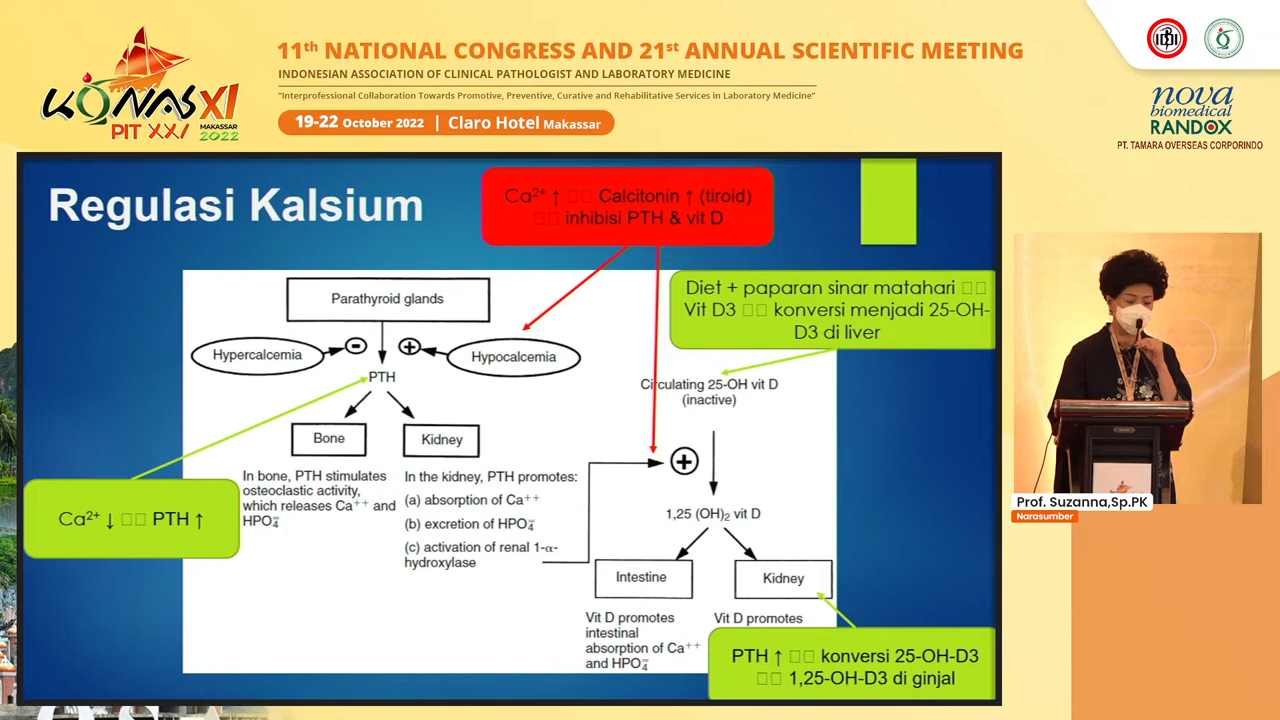 11th NATIONAL CONGRESS AND 21st ANNUAL SCIENTIFIC MEETING
INDONESIAN ASSOCIATION OF CLINICAL PATHOLOGIST AND LABORATORY MEDICINE
"Interprofessional Collaboration Towards Promotive, Preventive, Curative and Rehabilitative Services in Laboratory Medicine"
19-22 October 2022 | Claro Hotel Makassar
KONAS XI
PIT XXI
MAKASSAR
2022
nova
biomedical
RANDOX
PT. TAMARA OVERSEAS CORPORINDO
Regulasi Kalsium
Ca²⁺ ↑ □□ Calcitonin ↑ (tiroid)
□□ inhibisi PTH & vit D
Diet + paparan sinar matahari □□
Vit D3 □□ konversi menjadi 25-OH-
D3 di liver
Parathyroid glands
Hypercalcemia
-
+
Hypocalcemia
PTH
Bone
Kidney
In bone, PTH stimulates
osteoclastic activity,
which releases Ca⁺⁺ and
HPO₄⁼
In the kidney, PTH promotes:
(a) absorption of Ca⁺⁺
(b) excretion of HPO₄⁼
(c) activation of renal 1-α-
hydroxylase
Ca²⁺ ↓ □□ PTH ↑
Circulating 25-OH vit D
(inactive)
+
1,25 (OH)₂ vit D
Intestine
Kidney
Vit D promotes
intestinal
absorption of Ca⁺⁺
and HPO₄⁼
Vit D promotes
PTH ↑ □□ konversi 25-OH-D3
□□ 1,25-OH-D3 di ginjal
Prof. Suzanna,Sp.PK
Narasumber